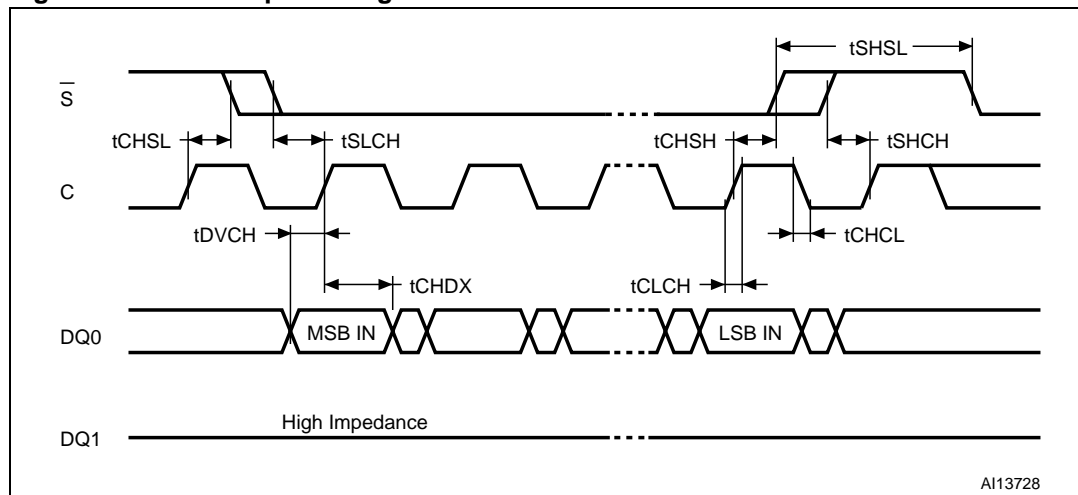 tSHSL
S
tCHSL
tSLCH
tCHSH
tSHCH
C
tDVCH
tCHCL
tCHDX
tCLCH
DQ0
MSB IN
LSB IN
High Impedance
DQ1
AI13728